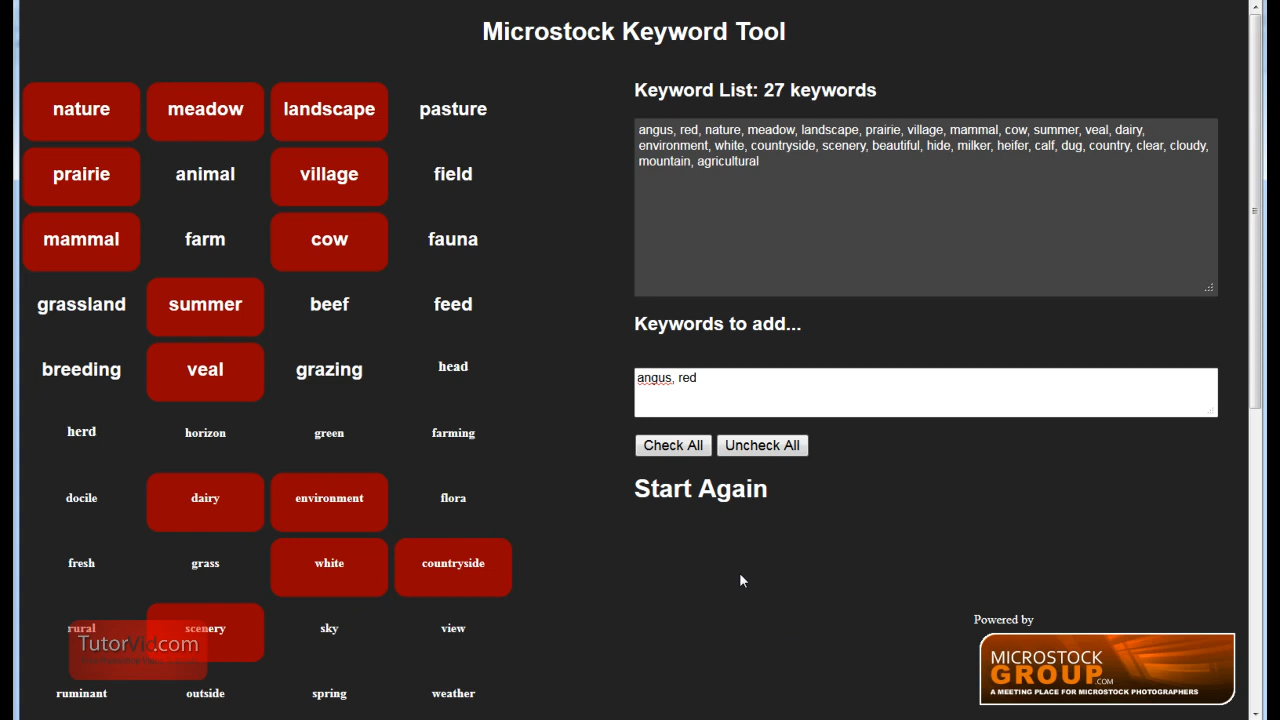 Microstock Keyword Tool
nature meadow landscape pasture
prairie animal village field
mammal farm cow fauna
grassland summer beef feed
breeding veal grazing head
herd horizon green farming
docile dairy environment flora
fresh grass white countryside
rural scenery sky view
TutorVid.com
ruminant outside spring weather
Keyword List: 27 keywords
angus, red, nature, meadow, landscape, prairie, village, mammal, cow, summer, veal, dairy,
environment, white, countryside, scenery, beautiful, hide, milker, heifer, calf, dug, country, clear, cloudy,
mountain, agricultural
Keywords to add...
angus, red
Check All Uncheck All
Start Again
Powered by
MICROSTOCK
GROUP.COM
A MEETING PLACE FOR MICROSTOCK PHOTOGRAPHERS